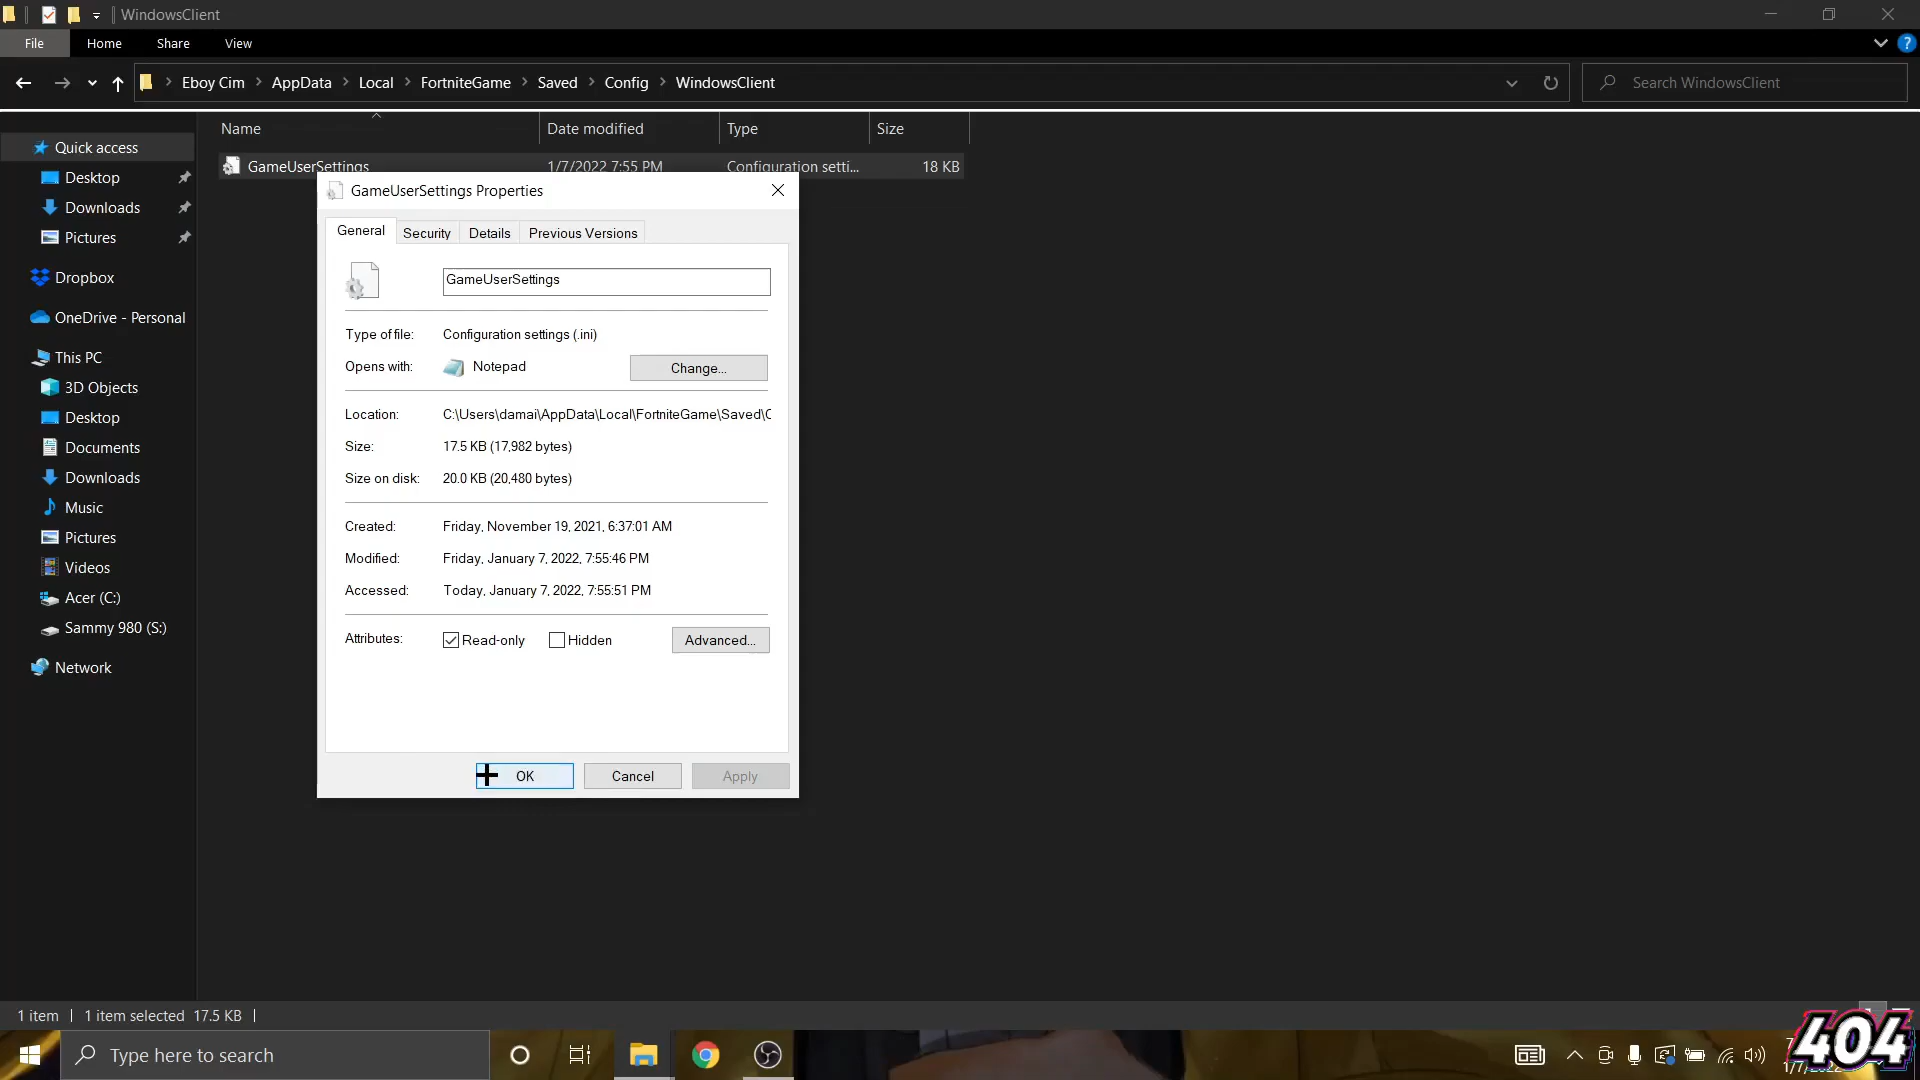 WindowsClient
File Home Share View
Eboy Cim AppData Local FortniteGame Saved Config WindowsClient
Search WindowsClient
Name Date modified Type Size
GameUserSettings 1/7/2022 7:55 PM Configuration setti... 18 KB
Quick access
Desktop
Downloads
Pictures
Dropbox
OneDrive - Personal
This PC
3D Objects
Desktop
Documents
Downloads
Music
Pictures
Videos
Acer (C:)
Sammy 980 (S:)
Network
GameUserSettings Properties
General Security Details Previous Versions
GameUserSettings
Type of file: Configuration settings (.ini)
Opens with: Notepad Change...
Location: C:\Users\damai\AppData\Local\FortniteGame\Saved\C
Size: 17.5 KB (17,982 bytes)
Size on disk: 20.0 KB (20,480 bytes)
Created: Friday, November 19, 2021, 6:37:01 AM
Modified: Friday, January 7, 2022, 7:55:46 PM
Accessed: Today, January 7, 2022, 7:55:51 PM
Attributes: Read-only Hidden Advanced...
OK Cancel Apply
1 item 1 item selected 17.5 KB
Type here to search
404